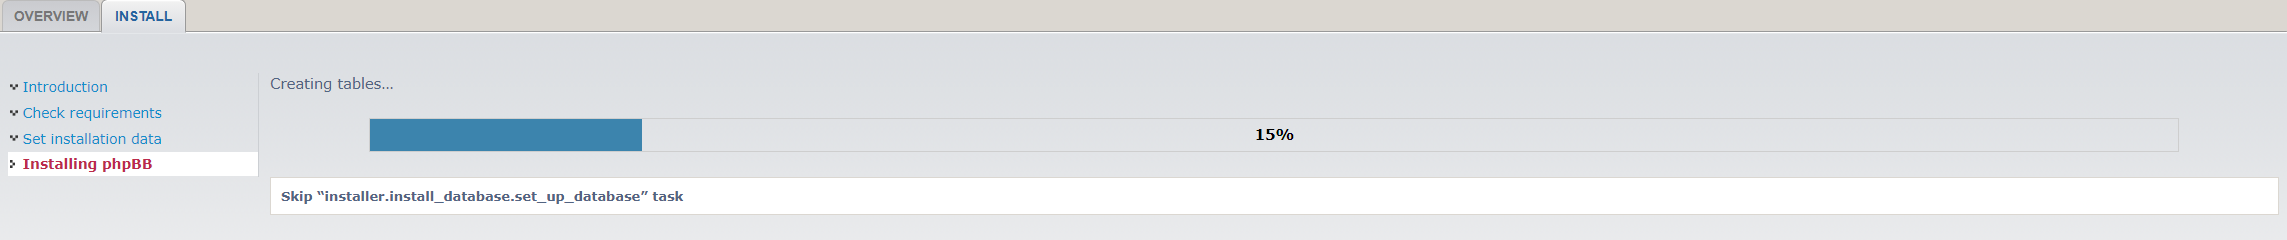 OVERVIEW
INSTALL
Introduction
Check requirements
Set installation data
Installing phpBB
Creating tables...
15%
Skip “installer.install_database.set_up_database” task